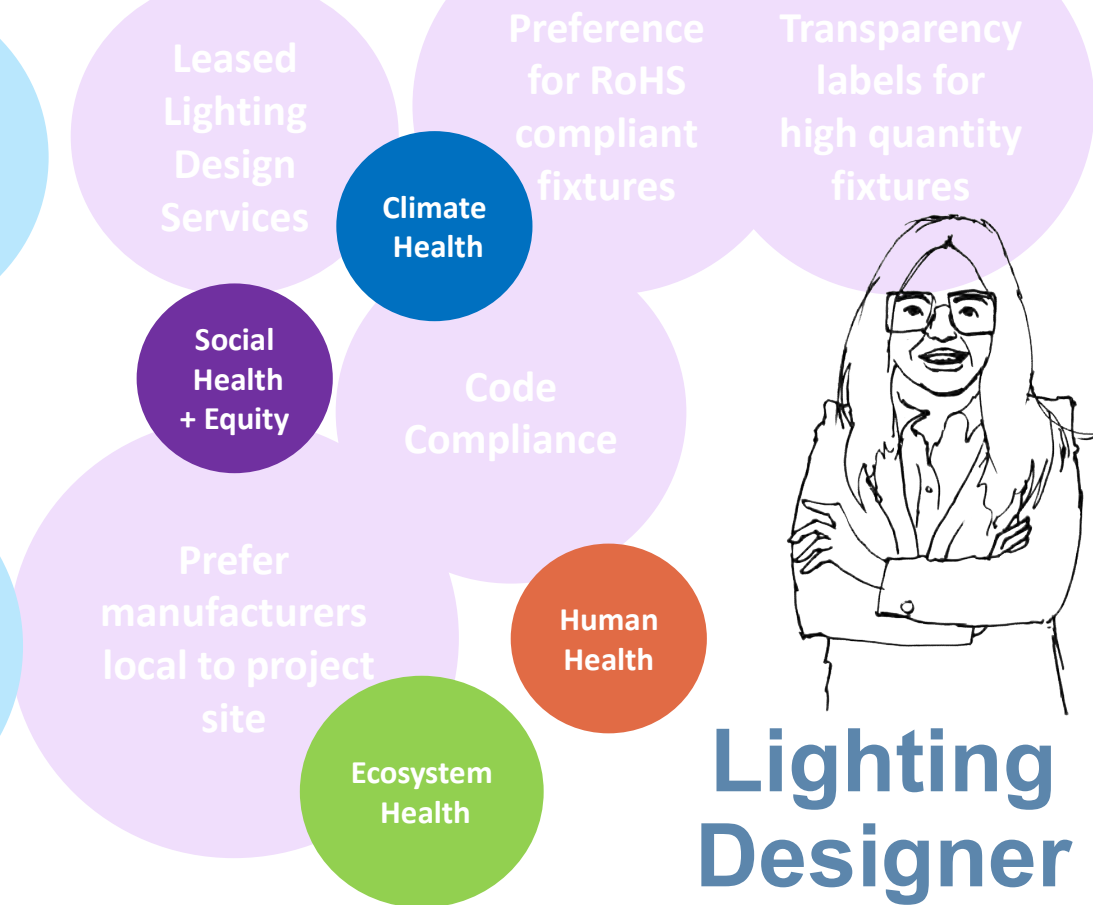 Leased
Lighting
Design
Services
Preference
for RoHS
compliant
fixtures
Transparency
labels for
high quantity
fixtures
Climate
Health
Social
Health
+ Equity
Code
Compliance
Prefer
manufacturers
local to project
site
Human
Health
Ecosystem
Health
Lighting
Designer